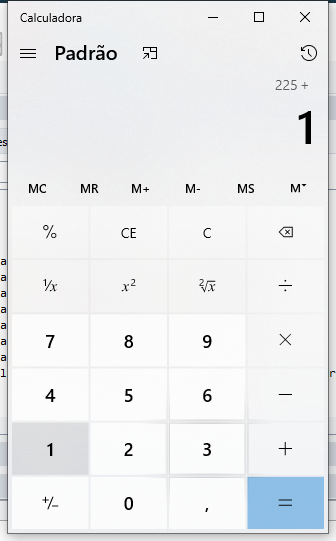 Calculadora
Padrão
225 +
1
MC MR M+ M- MS M˅
% CE C
¹/x x² ²√x ÷
7 8 9 ×
4 5 6 −
1 2 3 +
+/− 0 , =